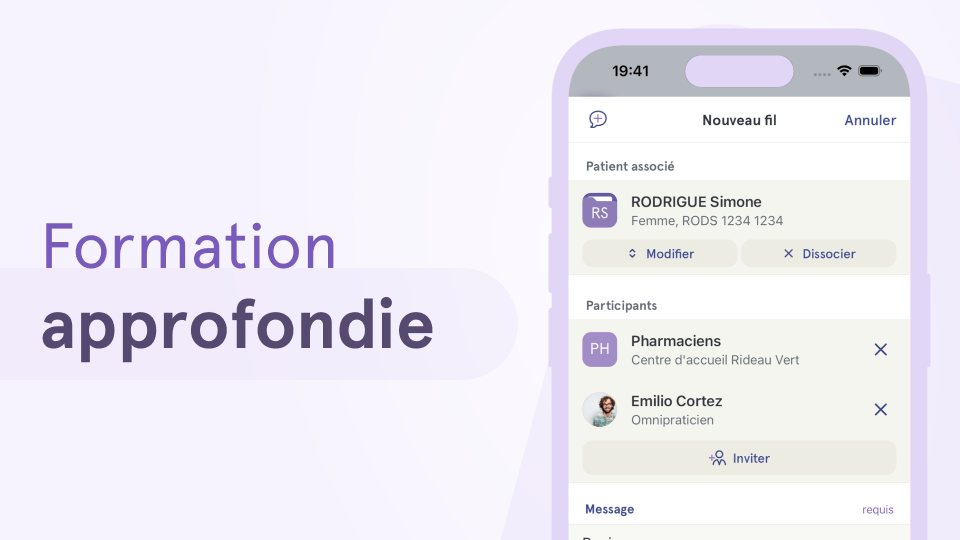 Formation
approfondie
19:41
Nouveau fil
Annuler
Patient associé
RS
RODRIGUE Simone
Femme, RODS 1234 1234
Modifier
Dissocier
Participants
PH
Pharmaciens
Centre d'accueil Rideau Vert
Emilio Cortez
Omnipraticien
Inviter
Message
requis